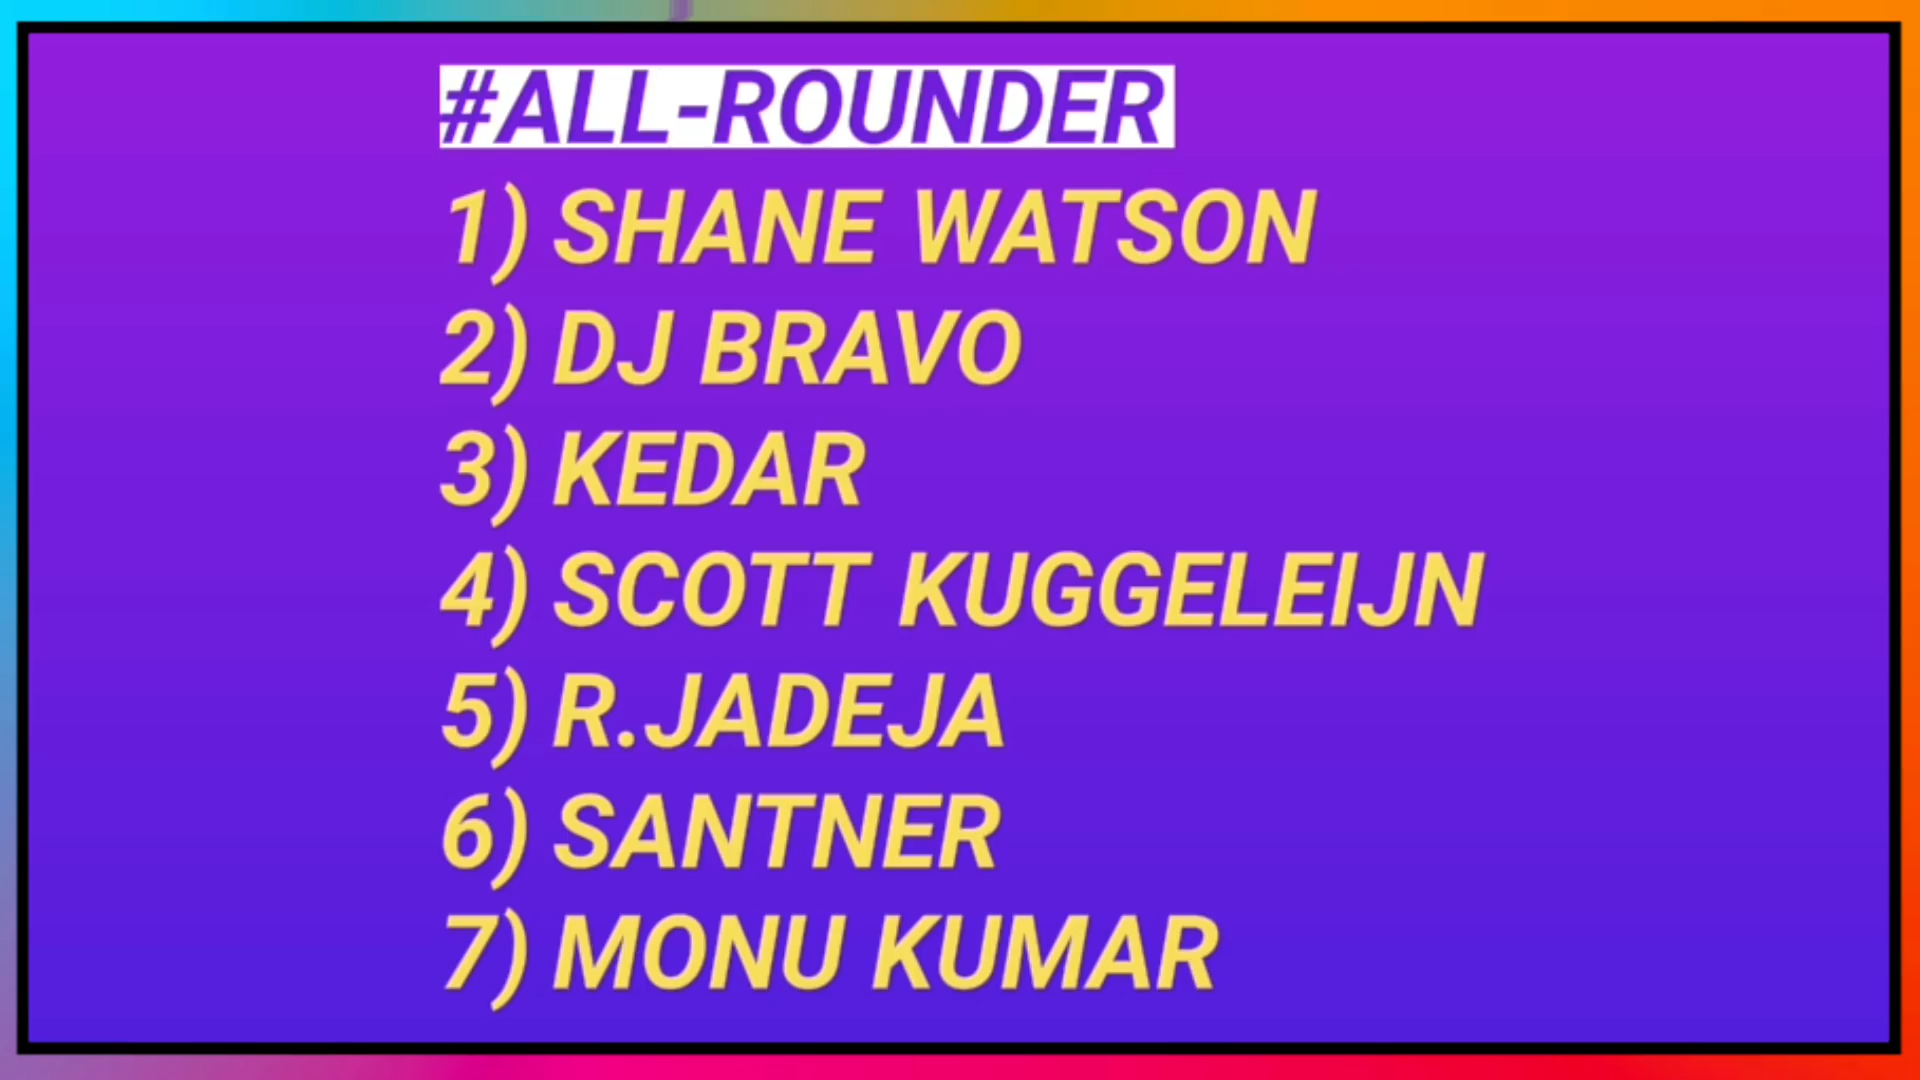 #ALL-ROUNDER
1) SHANE WATSON
2) DJ BRAVO
3) KEDAR
4) SCOTT KUGGELEIJN
5) R.JADEJA
6) SANTNER
7) MONU KUMAR